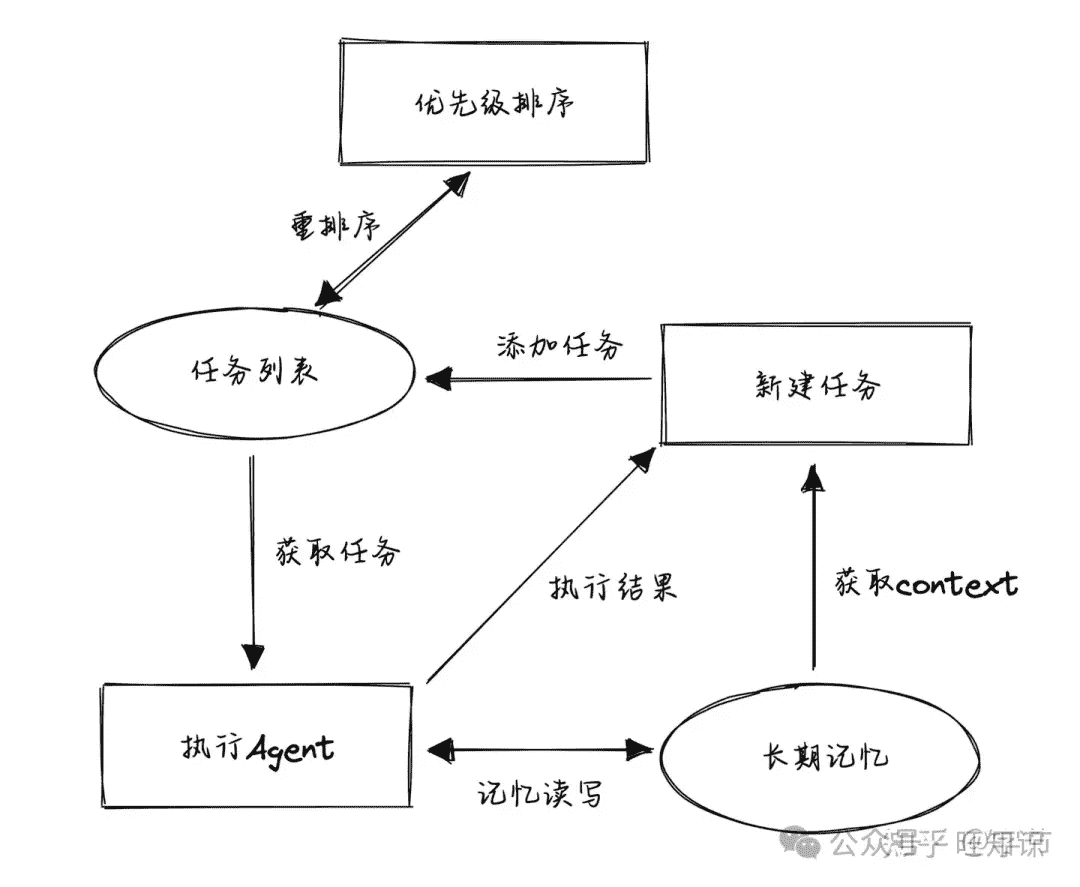 优先级排序
重排序
任务列表
添加任务
新建任务
获取任务
执行结果
获取context
执行Agent
记忆读写
长期记忆